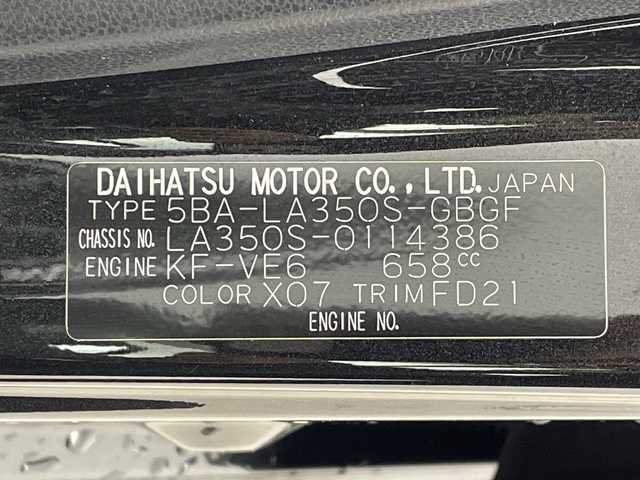 DAIHATSU MOTOR CO., LTD. JAPAN
TYPE 5BA-LA350S-GBGF
CHASSIS NO. LA350S-0114386
ENGINE KF-VE6 658cc
COLOR X07 TRIM FD21
ENGINE NO.